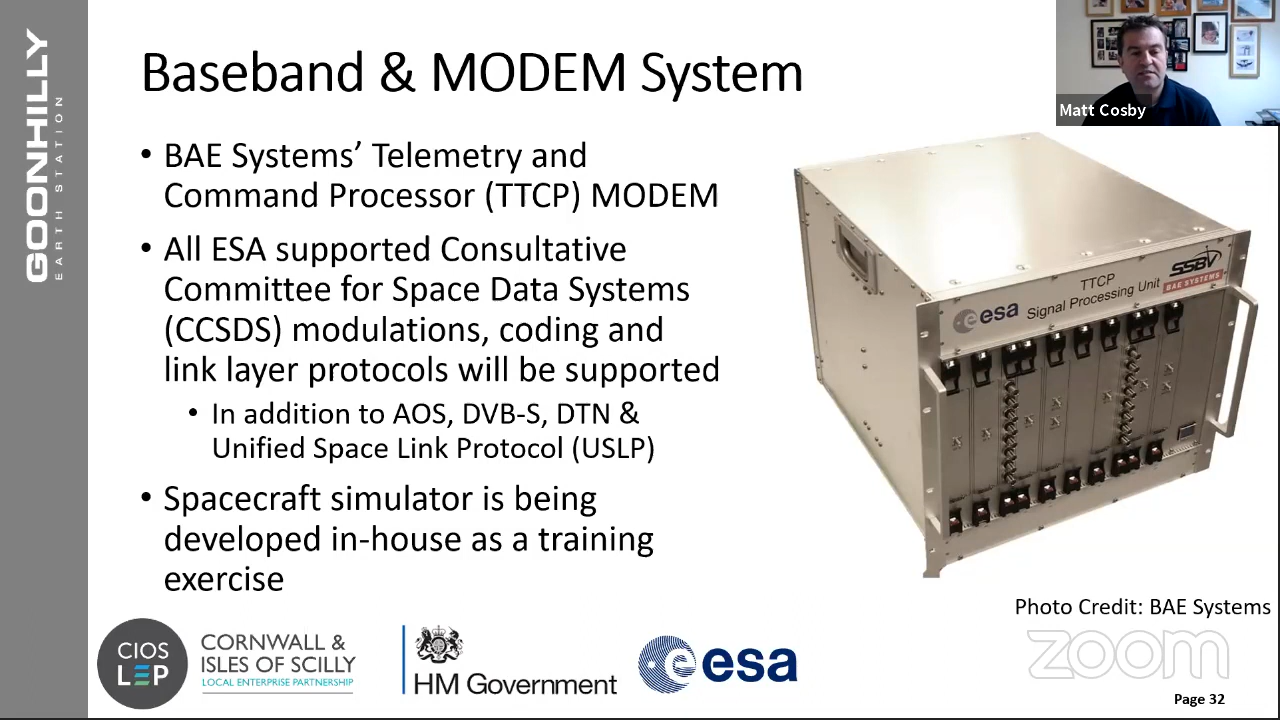 GOONHILLY
EARTH STATION
Baseband & MODEM System
Matt Cosby
• BAE Systems’ Telemetry and
Command Processor (TTCP) MODEM
• All ESA supported Consultative
Committee for Space Data Systems
(CCSDS) modulations, coding and
link layer protocols will be supported
• In addition to AOS, DVB-S, DTN &
Unified Space Link Protocol (USLP)
• Spacecraft simulator is being
developed in-house as a training
exercise
esa
TTCP
Signal Processing Unit
SSBV
BAE SYSTEMS
Photo Credit: BAE Systems
CIOS
LEP
CORNWALL &
ISLES OF SCILLY
LOCAL ENTERPRISE PARTNERSHIP
HM Government
esa
zoom
Page 32